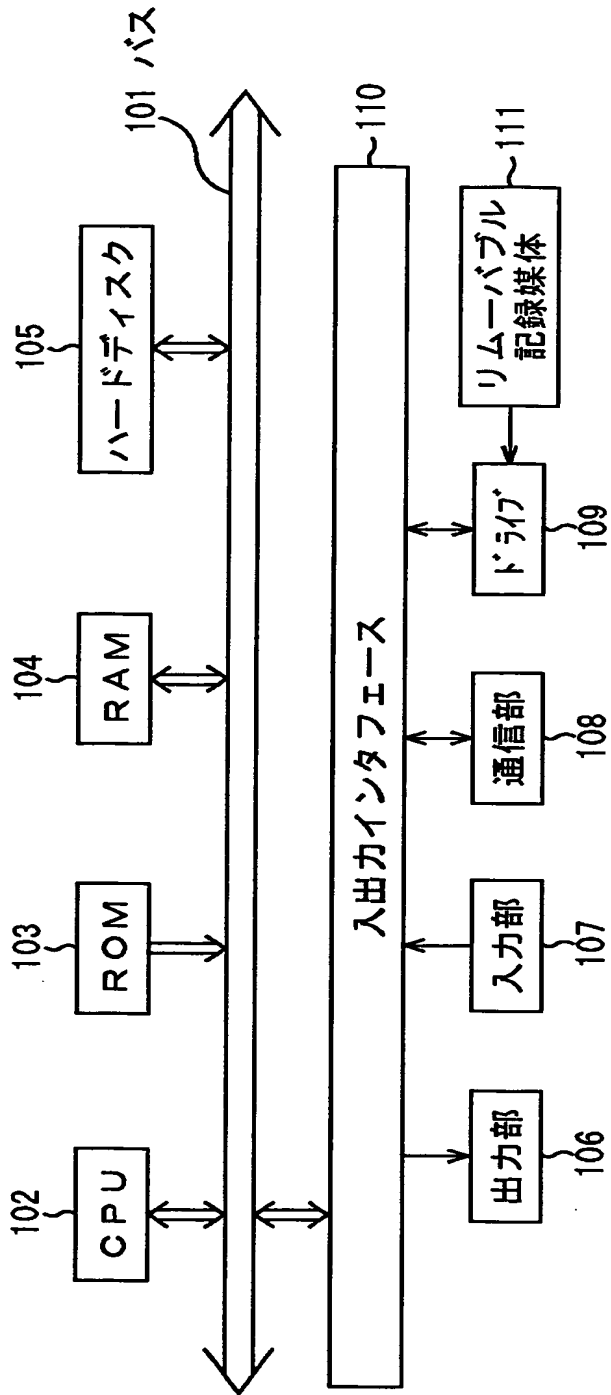 102
103
104
105
CPU
ROM
RAM
ハードディスク
101 バス
入出力インタフェース
110
出力部
入力部
通信部
ドライブ
リムーバブル
記録媒体
106
107
108
109
111